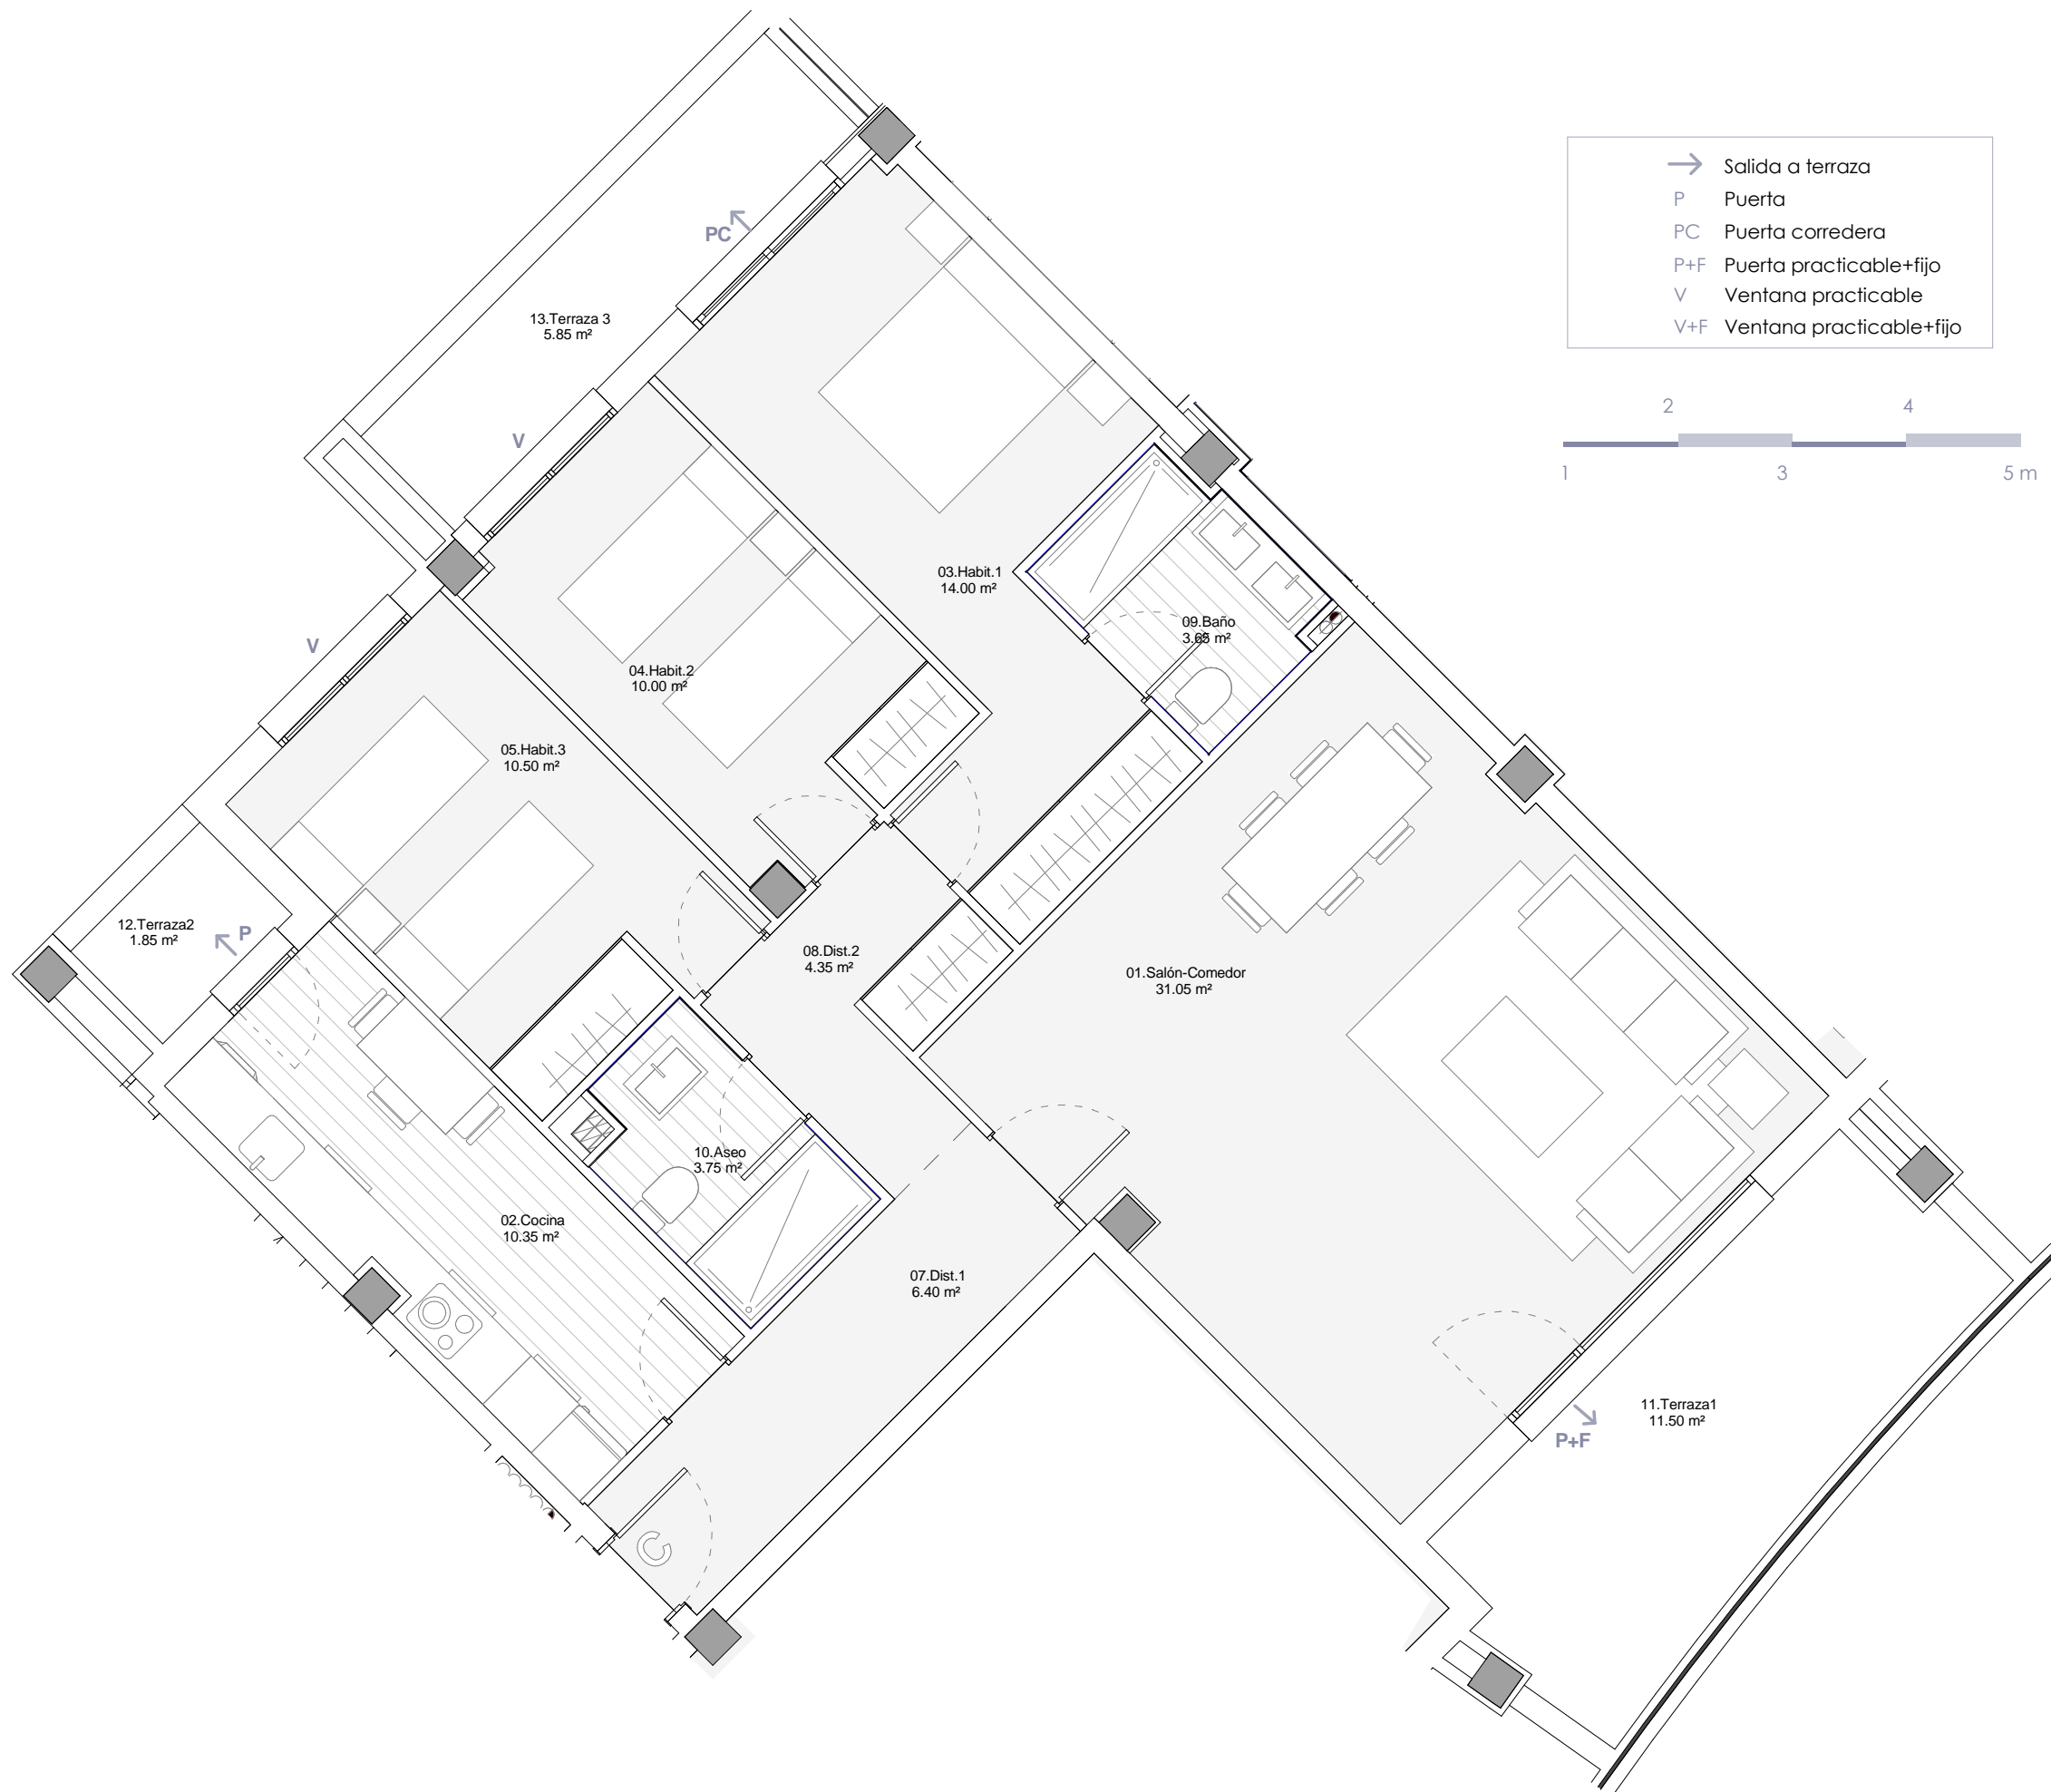 Salida a terraza
P Puerta
PC Puerta corredera
P+F Puerta practicable+fijo
V Ventana practicable
V+F Ventana practicable+fijo
2 4
1 3 5 m
PC
13.Terraza 3
5.85 m²
V
03.Habit.1
14.00 m²
09.Baño
3.65 m²
V
04.Habit.2
10.00 m²
05.Habit.3
10.50 m²
12.Terraza2
1.85 m²
P
08.Dist.2
4.35 m²
01.Salón-Comedor
31.05 m²
10.Aseo
3.75 m²
02.Cocina
10.35 m²
07.Dist.1
6.40 m²
11.Terraza1
11.50 m²
P+F
C